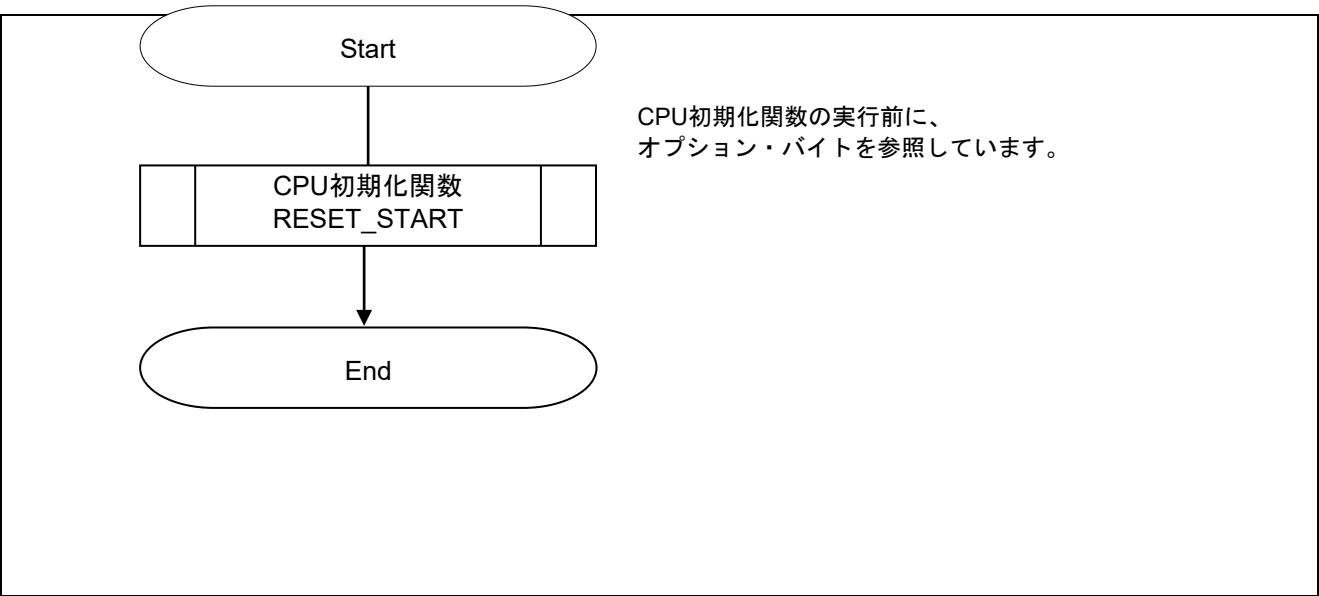 Start
CPU初期化関数の実行前に、
オプション・バイトを参照しています。
CPU初期化関数
RESET_START
End